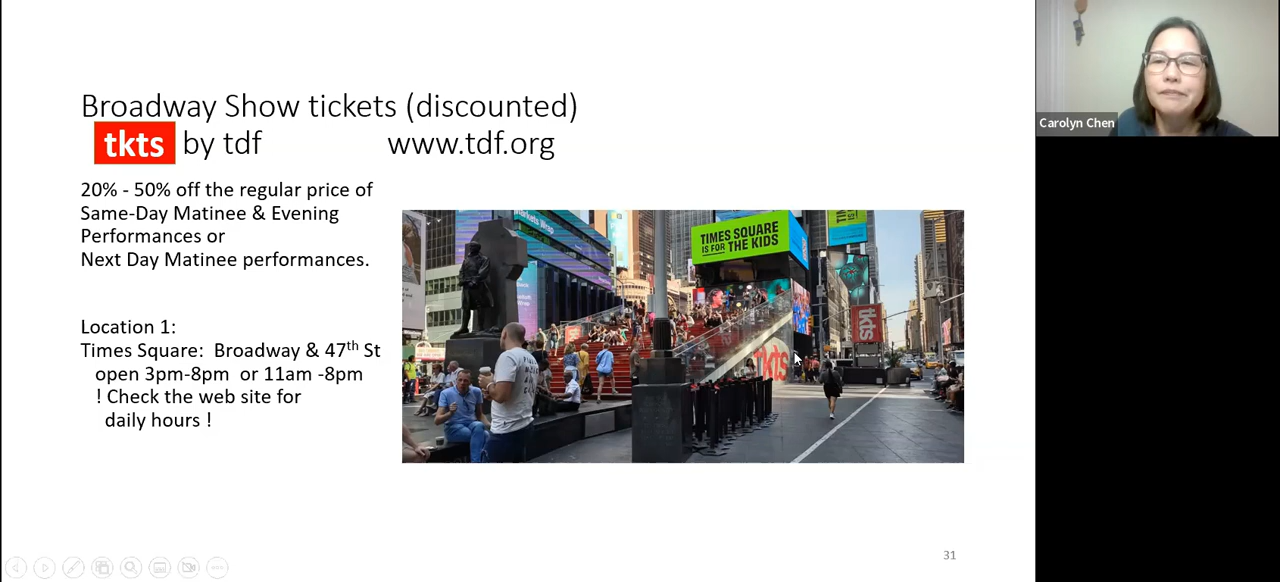 Broadway Show tickets (discounted)
tkts by tdf www.tdf.org
20% - 50% off the regular price of
Same-Day Matinee & Evening
Performances or
Next Day Matinee performances.
Location 1:
Times Square: Broadway & 47th St
open 3pm-8pm or 11am -8pm
! Check the web site for
daily hours !
Markets Wrap
TIMES SQUARE
IS FOR THE KIDS
tkts
tkts
31
Carolyn Chen